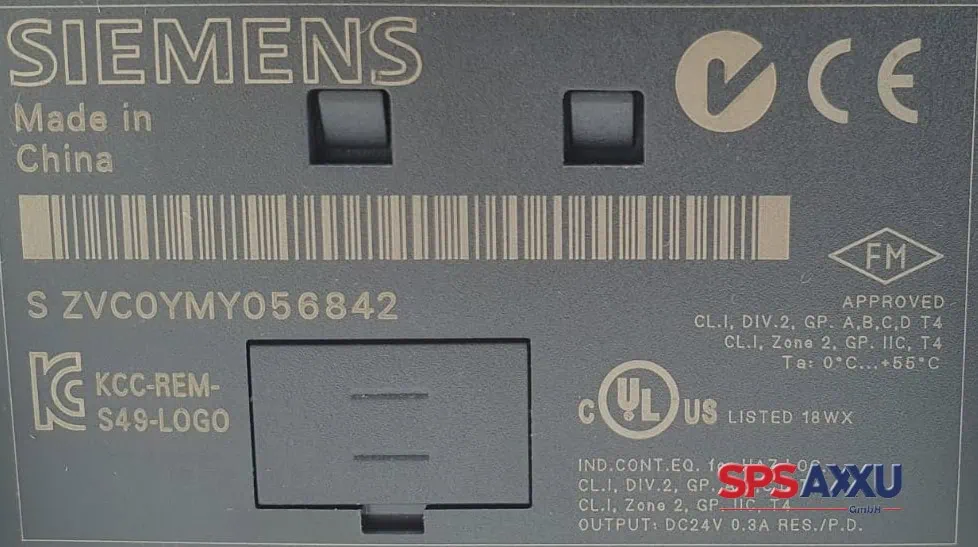 SIEMENS
Made in
China
CE
S ZVC0YMY056842
FM
APPROVED
CL.I, DIV.2, GP. A,B,C,D T4
CL.I, Zone 2, GP. IIC, T4
Ta: 0°C...+55°C
KCC-REM-
S49-LOGO
C UL US LISTED 18WX
IND.CONT.EQ.
CL.I, DIV.2, GP.
CL.I, Zone 2, GP. IIC, T4
OUTPUT: DC24V 0.3A RES./P.D.
SPSAXXU
GmbH